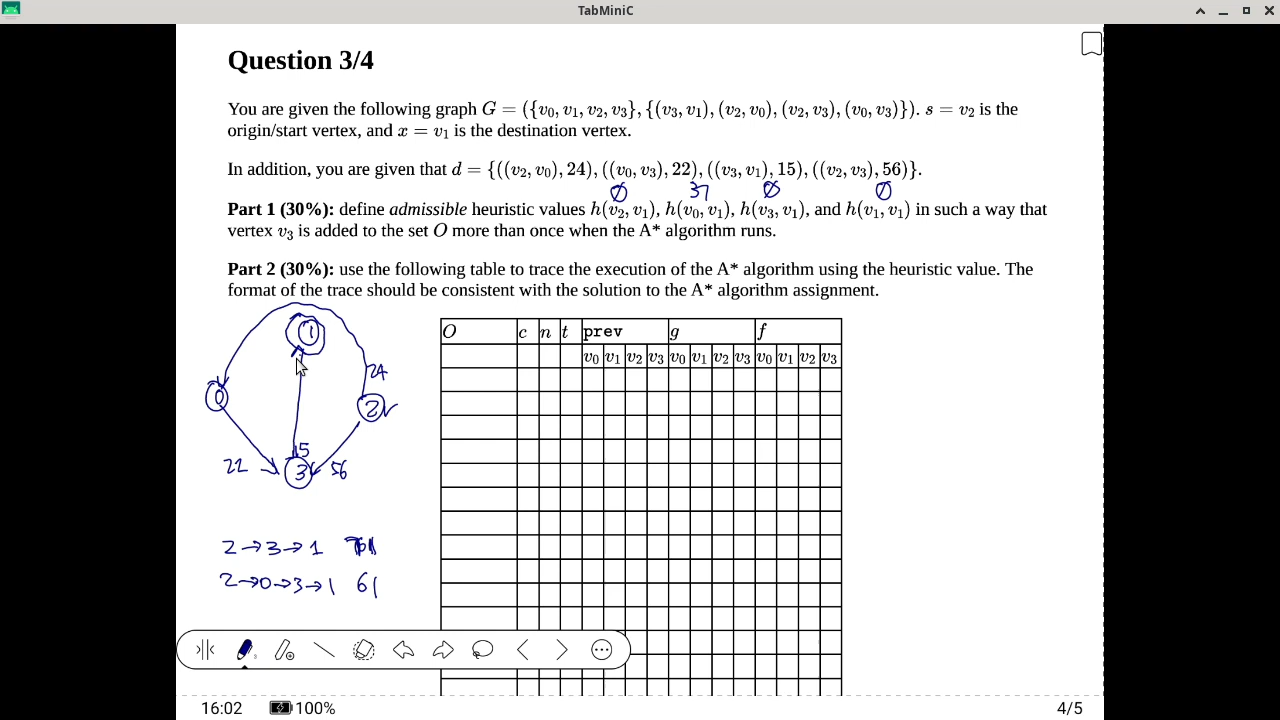 TabMiniC
Question 3/4
You are given the following graph G = ({v₀, v₁, v₂, v₃}, {(v₃, v₁), (v₂, v₀), (v₂, v₃), (v₀, v₃)}). s = v₂ is the
origin/start vertex, and x = v₁ is the destination vertex.
In addition, you are given that d = {((v₂, v₀), 24), ((v₀, v₃), 22), ((v₃, v₁), 15), ((v₂, v₃), 56)}.
0 37 0 0
Part 1 (30%): define admissible heuristic values h(v₂, v₁), h(v₀, v₁), h(v₃, v₁), and h(v₁, v₁) in such a way that
vertex v₃ is added to the set O more than once when the A* algorithm runs.
Part 2 (30%): use the following table to trace the execution of the A* algorithm using the heuristic value. The
format of the trace should be consistent with the solution to the A* algorithm assignment.
O c n t prev g f
v₀ v₁ v₂ v₃ v₀ v₁ v₂ v₃ v₀ v₁ v₂ v₃
1
24
0
2
15
22
3
56
2→3→1
2→0→3→1 61
16:02 100% 4/5